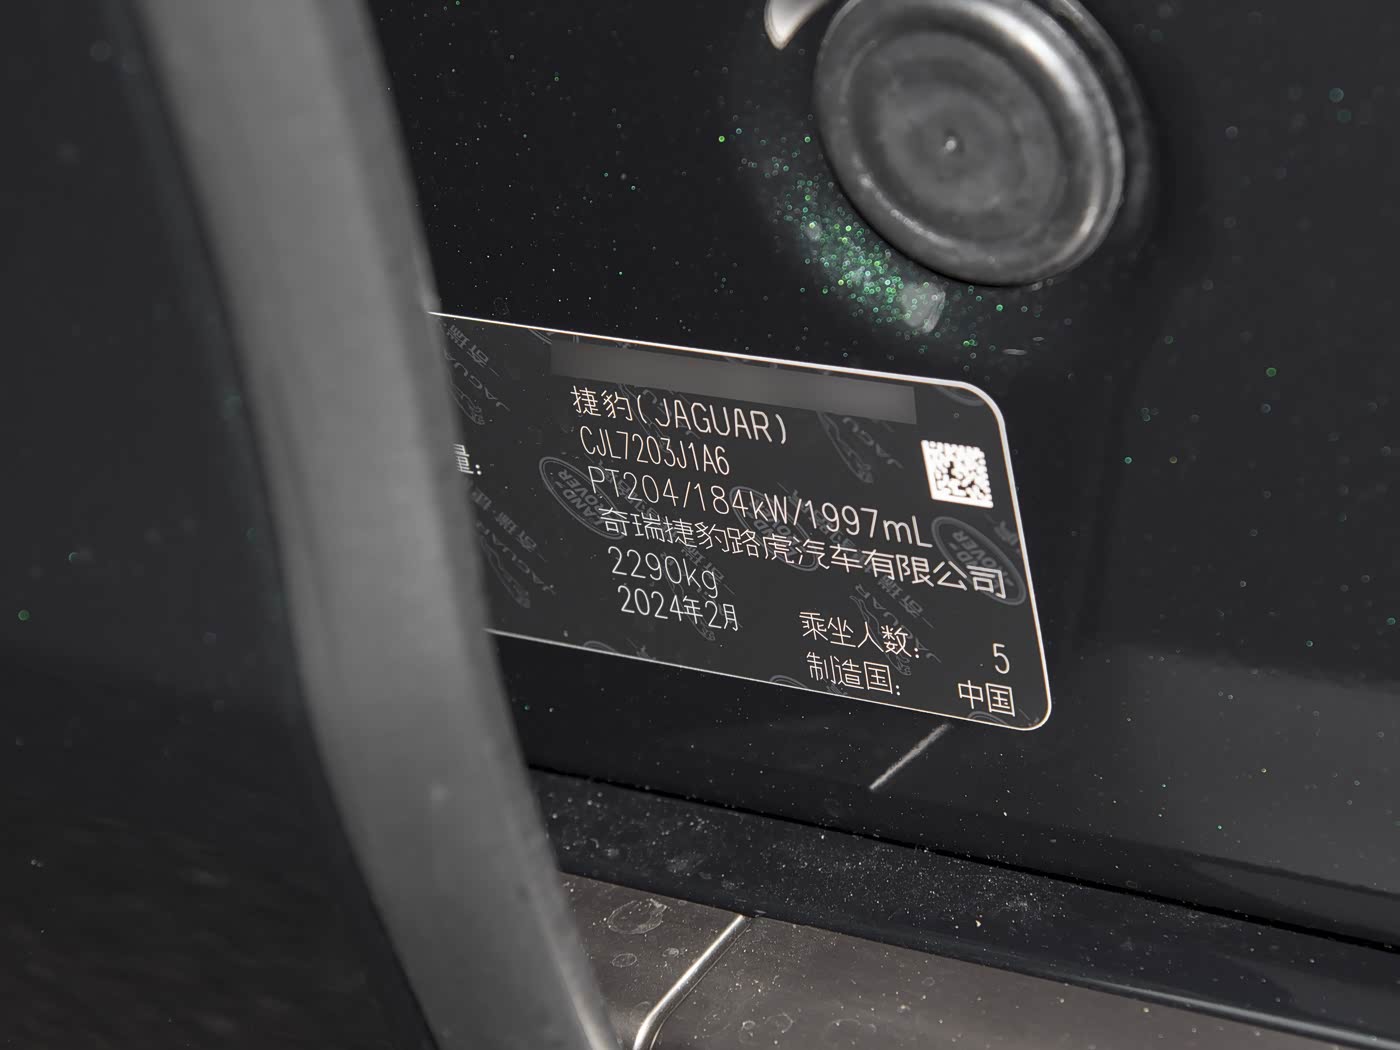 捷豹(JAGUAR)
CJL7203J1A6
PT204/184kW/1997mL
奇瑞捷豹路虎汽车有限公司
量:
2290kg
2024年2月
乘坐人数: 5
制造国: 中国